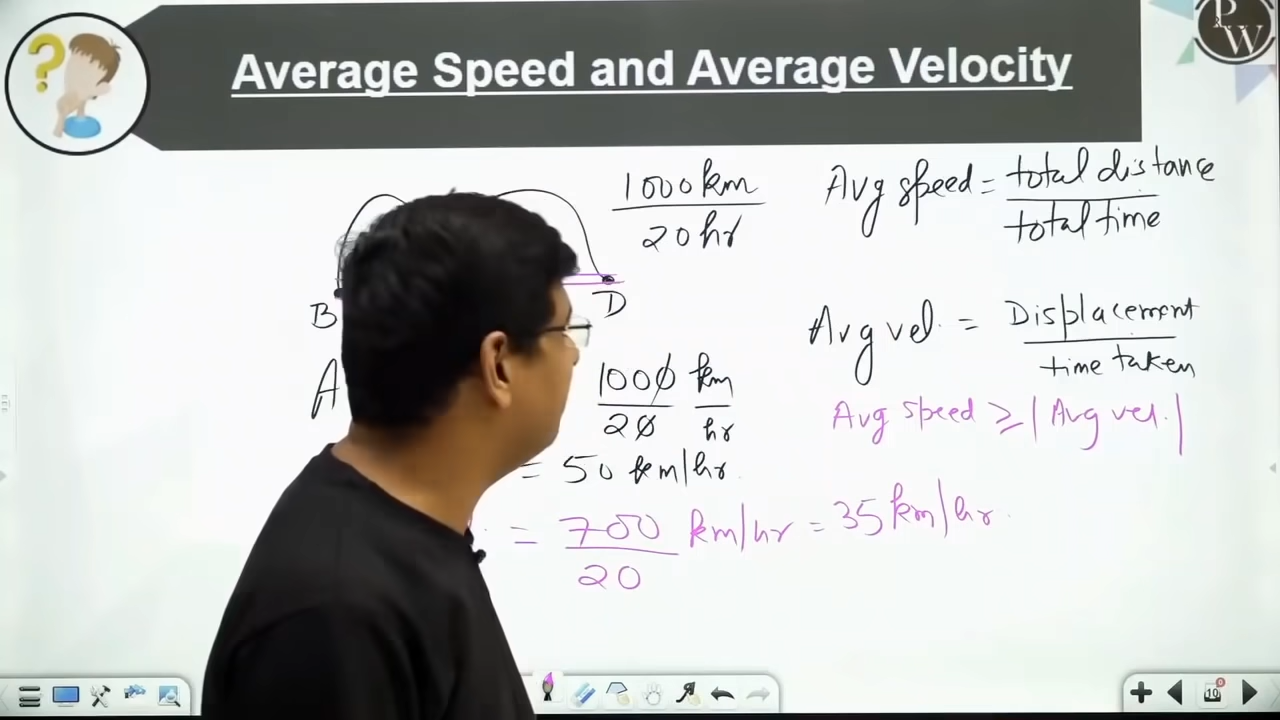 ?
Average Speed and Average Velocity
PW
1000 km
20 hr
Avg speed = total distance
total time
B
D
Avg vel. = Displacement
time taken
A
1000 km
20 hr
= 50 km/hr
Avg speed ≥ |Avg vel.|
= 700 km/hr = 35 km/hr
20
19